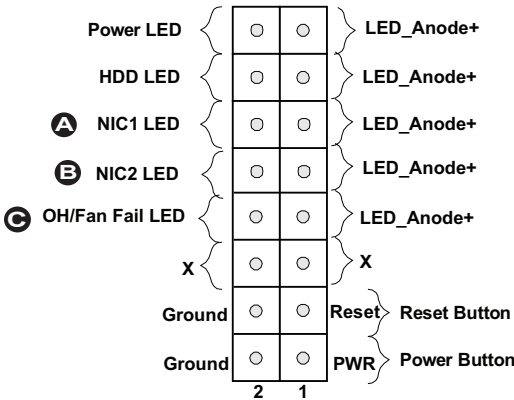 Power LED LED_Anode+
HDD LED LED_Anode+
A NIC1 LED LED_Anode+
B NIC2 LED LED_Anode+
C OH/Fan Fail LED LED_Anode+
X X
Ground Reset Reset Button
Ground PWR Power Button
2 1